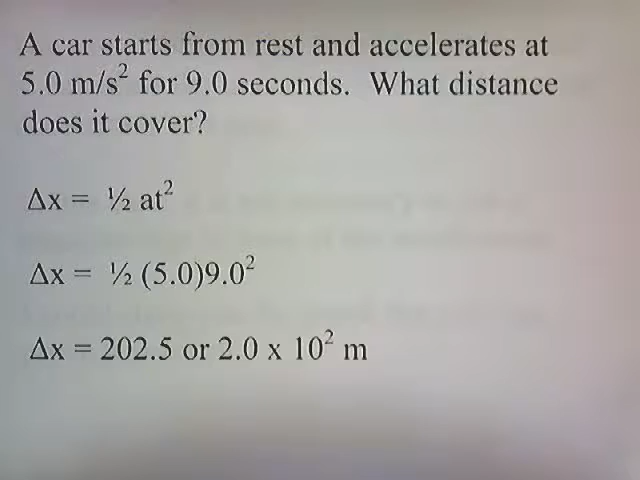 A car starts from rest and accelerates at
5.0 m/s² for 9.0 seconds. What distance
does it cover?
Δx = ½ at²
Δx = ½ (5.0)9.0²
Δx = 202.5 or 2.0 x 10² m